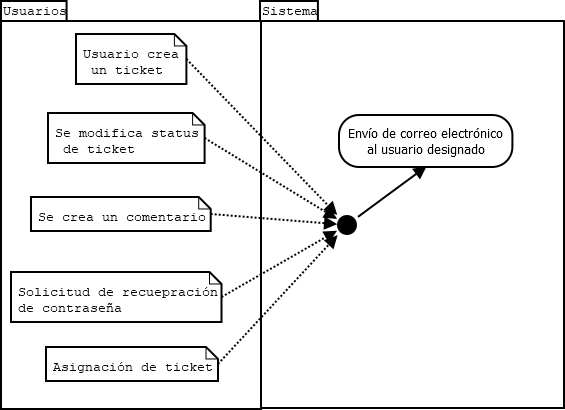 Usuarios
Sistema
Usuario crea
un ticket
Se modifica status
de ticket
Se crea un comentario
Solicitud de recuepración
de contraseña
Asignación de ticket
Envío de correo electrónico
al usuario designado